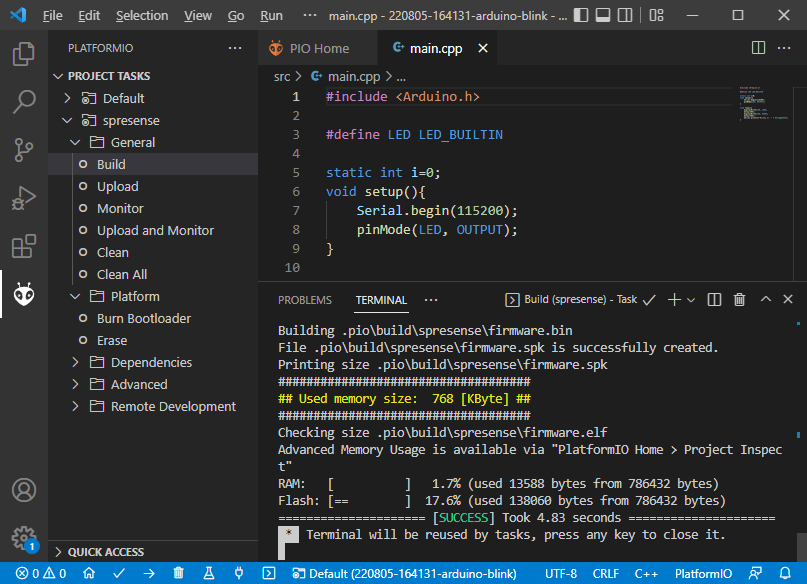 File Edit Selection View Go Run ··· main.cpp - 220805-164131-arduino-blink - ...
PLATFORMIO ···
PROJECT TASKS
Default
spresense
General
Build
Upload
Monitor
Upload and Monitor
Clean
Clean All
Platform
Burn Bootloader
Erase
Dependencies
Advanced
Remote Development
QUICK ACCESS
PIO Home main.cpp
src > main.cpp > ...
1 #include <Arduino.h>
2
3 #define LED LED_BUILTIN
4
5 static int i=0;
6 void setup(){
7 Serial.begin(115200);
8 pinMode(LED, OUTPUT);
9 }
10
PROBLEMS TERMINAL ··· Build (spresense) - Task
Building .pio\build\spresense\firmware.bin
File .pio\build\spresense\firmware.spk is successfully created.
Printing size .pio\build\spresense\firmware.spk
####################################
## Used memory size:  768 [KByte] ##
####################################
Checking size .pio\build\spresense\firmware.elf
Advanced Memory Usage is available via "PlatformIO Home > Project Inspec
t"
RAM:   [          ]   1.7% (used 13588 bytes from 786432 bytes)
Flash: [==        ]  17.6% (used 138060 bytes from 786432 bytes)
===================== [SUCCESS] Took 4.83 seconds =====================
* Terminal will be reused by tasks, press any key to close it.
1
0 0 Default (220805-164131-arduino-blink) UTF-8 CRLF C++ PlatformIO